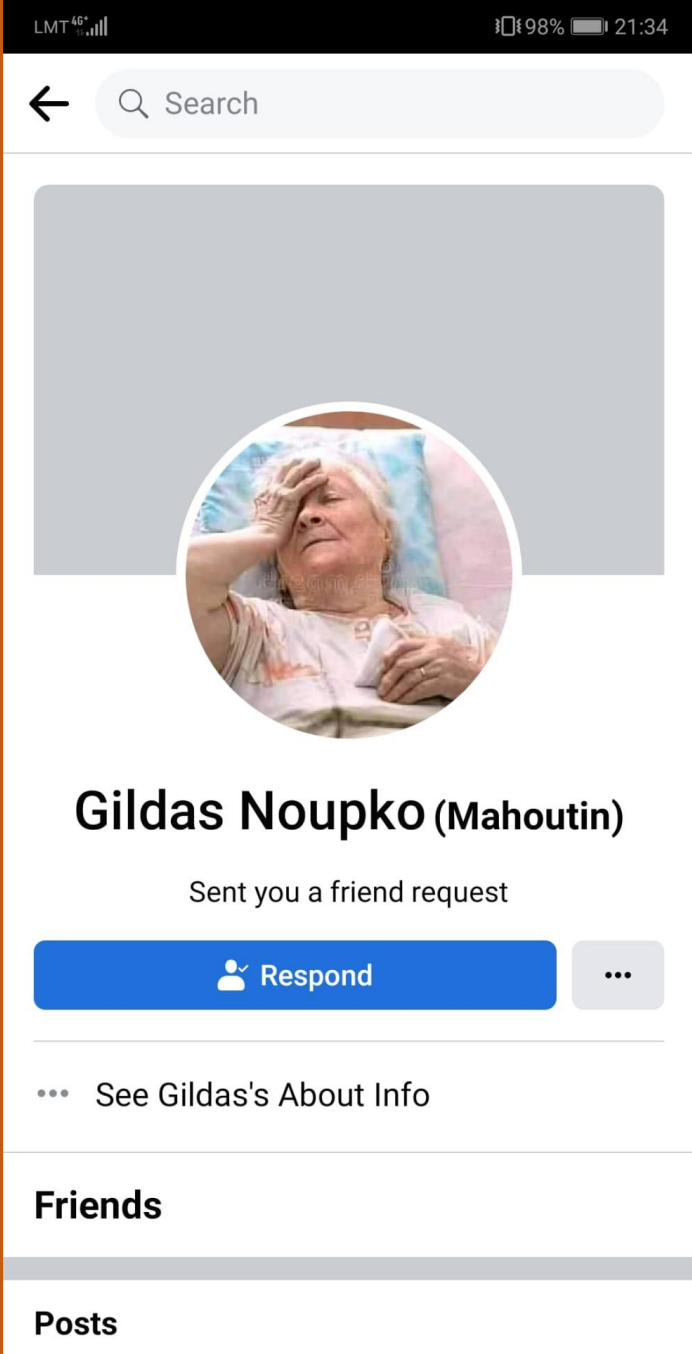 LMT 4G+ 98% 21:34
Search
Gildas Noupko (Mahoutin)
Sent you a friend request
Respond
See Gildas's About Info
Friends
Posts